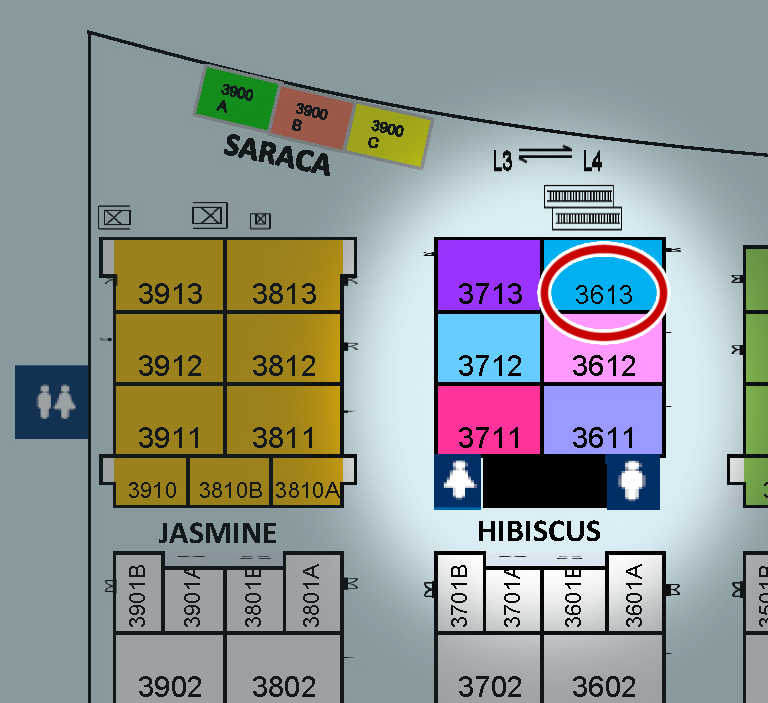 3900
A
3900
B
3900
C
SARACA
L3 L4
3913 3813
3713 3613
3912 3812
3712 3612
3911 3811
3711 3611
3910 3810B 3810A
JASMINE
HIBISCUS
3901B 3901A 3801B 3801A
3701B 3701A 3601B 3601A
3902 3802
3702 3602